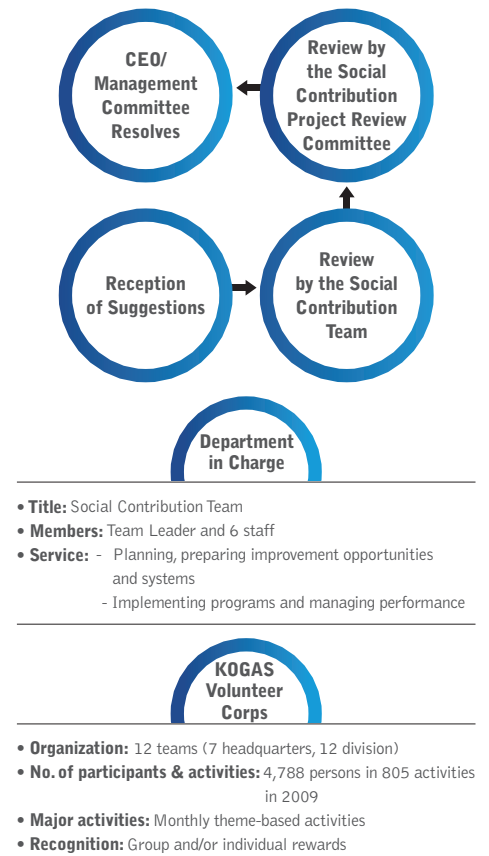 CEO/
Management
Committee
Resolves
Review by
the Social
Contribution
Project Review
Committee
Reception
of Suggestions
Review
by the Social
Contribution
Team
Department
in Charge
• Title: Social Contribution Team
• Members: Team Leader and 6 staff
• Service: - Planning, preparing improvement opportunities
and systems
- Implementing programs and managing performance
KOGAS
Volunteer
Corps
• Organization: 12 teams (7 headquarters, 12 division)
• No. of participants & activities: 4,788 persons in 805 activities
in 2009
• Major activities: Monthly theme-based activities
• Recognition: Group and/or individual rewards